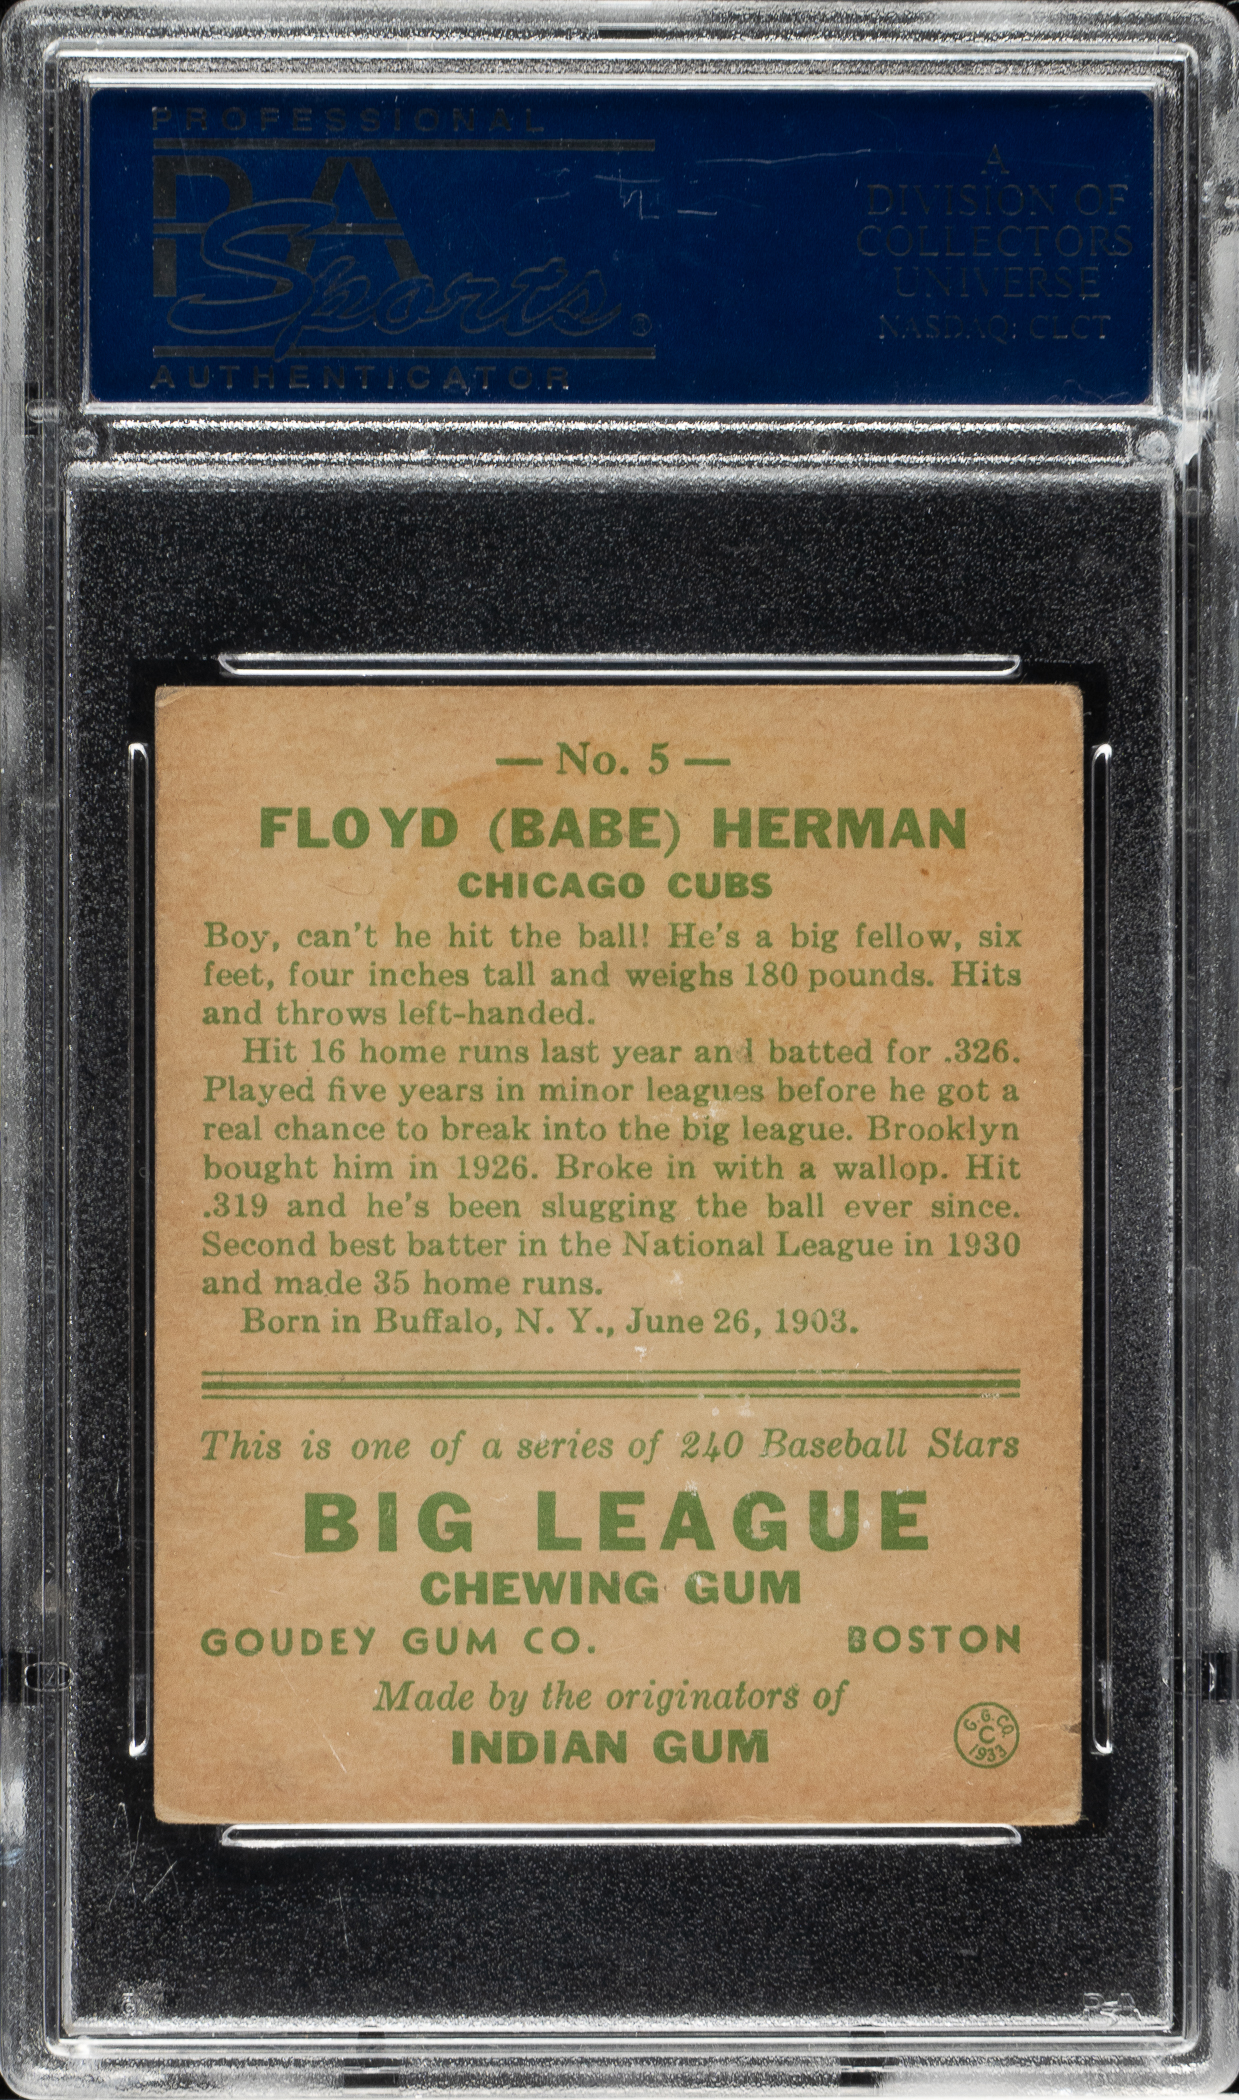 PROFESSIONAL
PSA
Sports®
AUTHENTICATOR
A
DIVISION OF
COLLECTORS
UNIVERSE
NASDAQ: CLCT
— No. 5 —
FLOYD (BABE) HERMAN
CHICAGO CUBS
Boy, can't he hit the ball! He's a big fellow, six
feet, four inches tall and weighs 180 pounds. Hits
and throws left-handed.
Hit 16 home runs last year and batted for .326.
Played five years in minor leagues before he got a
real chance to break into the big league. Brooklyn
bought him in 1926. Broke in with a wallop. Hit
.319 and he's been slugging the ball ever since.
Second best batter in the National League in 1930
and made 35 home runs.
Born in Buffalo, N. Y., June 26, 1903.
This is one of a series of 240 Baseball Stars
BIG LEAGUE
CHEWING GUM
GOUDEY GUM CO. BOSTON
Made by the originators of
INDIAN GUM
G. G. CO.
C
1933
PSA